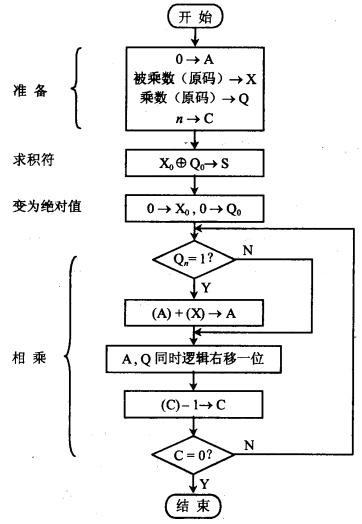 开 始
0 → A
被乘数（原码）→ X
乘数（原码）→ Q
n → C
准 备
求积符
X₀ ⊕ Q₀ → S
变为绝对值
0 → X₀ , 0 → Q₀
Qₙ = 1?
N
Y
(A) + (X) → A
相 乘
A , Q 同时逻辑右移一位
(C) – 1 → C
C = 0?
N
Y
结 束